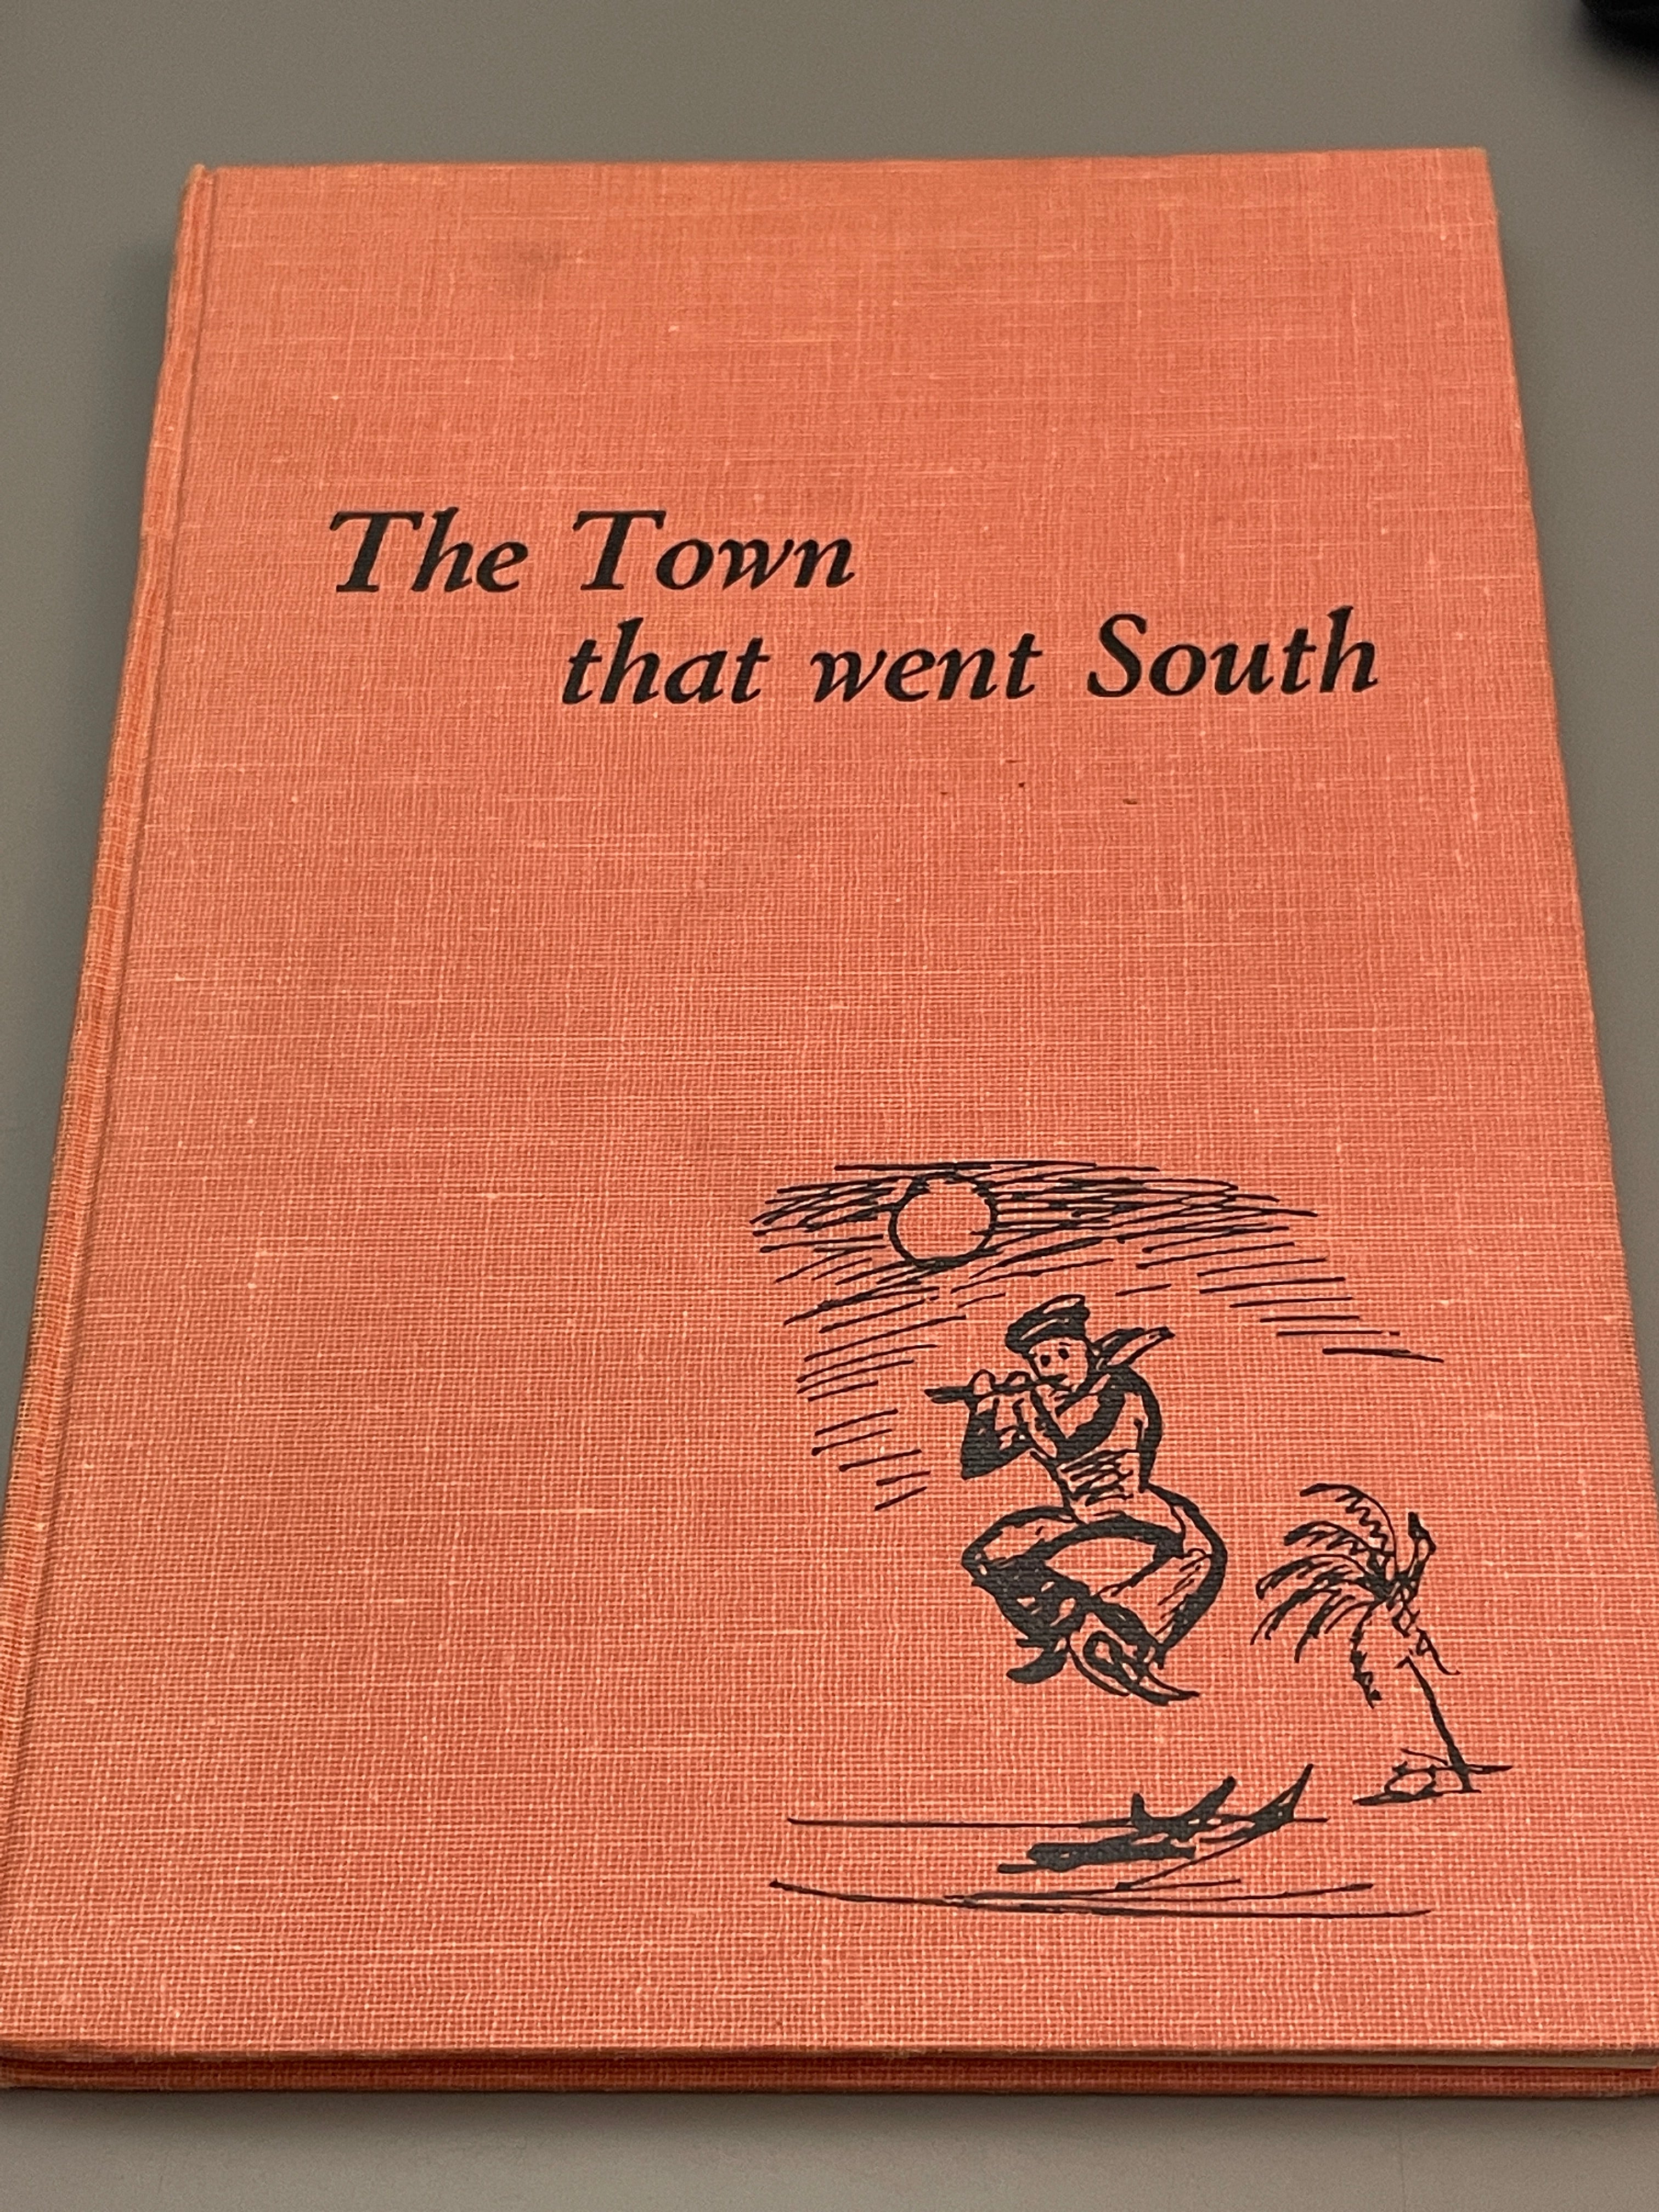 The Town
that went South